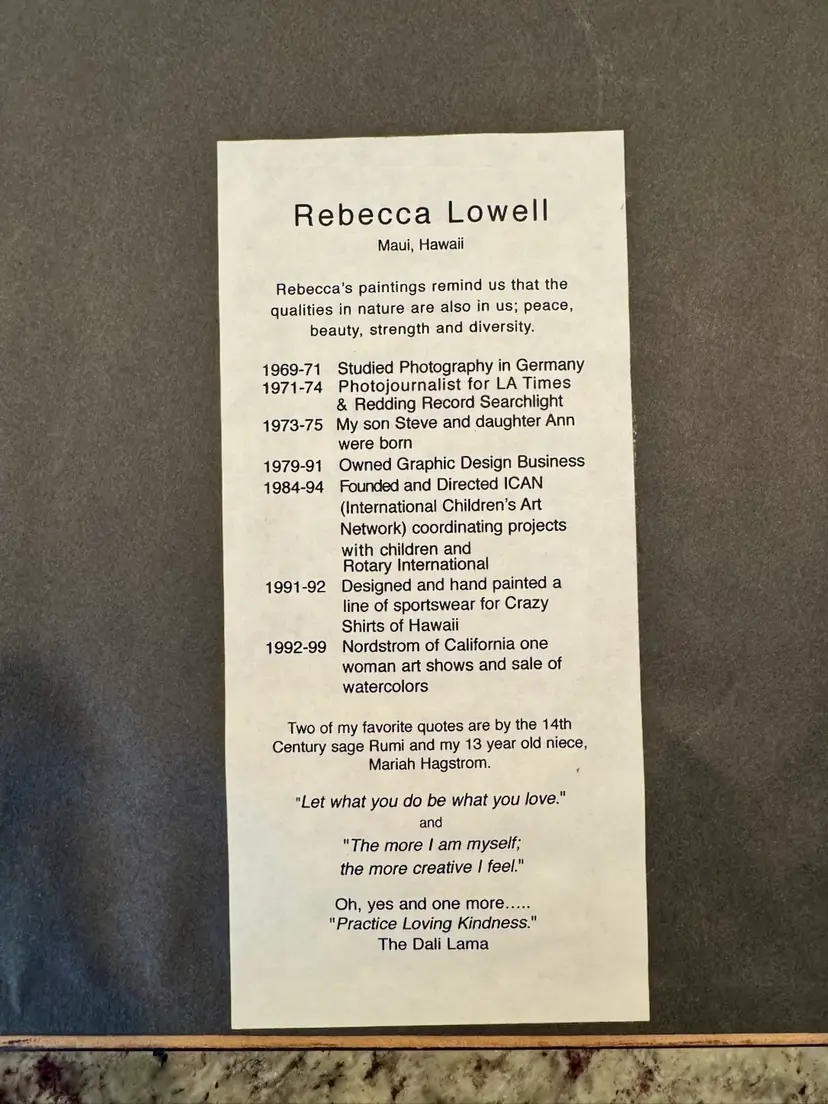 Rebecca Lowell
Maui, Hawaii
Rebecca's paintings remind us that the
qualities in nature are also in us; peace,
beauty, strength and diversity.
1969-71 Studied Photography in Germany
1971-74 Photojournalist for LA Times
& Redding Record Searchlight
1973-75 My son Steve and daughter Ann
were born
1979-91 Owned Graphic Design Business
1984-94 Founded and Directed ICAN
(International Children's Art
Network) coordinating projects
with children and
Rotary International
1991-92 Designed and hand painted a
line of sportswear for Crazy
Shirts of Hawaii
1992-99 Nordstrom of California one
woman art shows and sale of
watercolors
Two of my favorite quotes are by the 14th
Century sage Rumi and my 13 year old niece,
Mariah Hagstrom.
"Let what you do be what you love."
and
"The more I am myself;
the more creative I feel."
Oh, yes and one more.....
"Practice Loving Kindness."
The Dali Lama